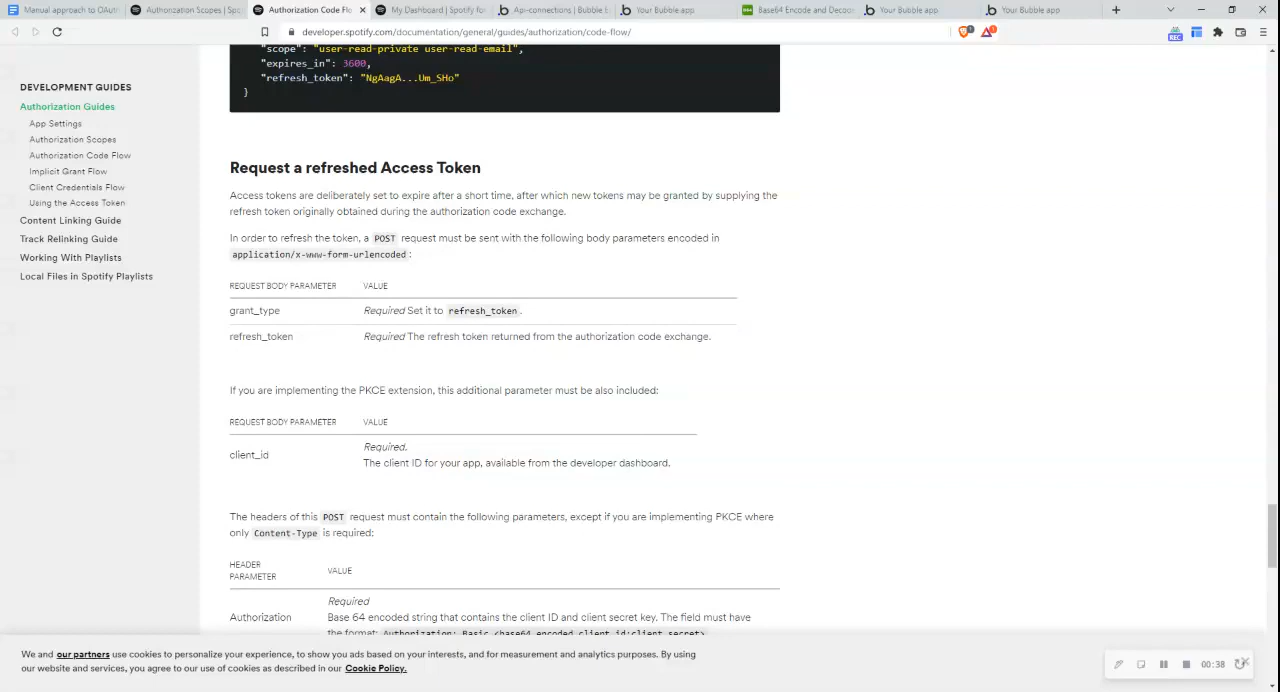 Manual approach to OAuth
Authorization Scopes | Spo
Authorization Code Flo
My Dashboard | Spotify for
Api-connections | Bubble
Your Bubble app
Base64 Encode and Decod
Your Bubble app
Your Bubble app
developer.spotify.com/documentation/general/guides/authorization/code-flow/
REC
"scope": "user-read-private user-read-email",
"expires_in": 3600,
"refresh_token": "NgAagA...Um_SHo"
}
DEVELOPMENT GUIDES
Authorization Guides
App Settings
Authorization Scopes
Authorization Code Flow
Implicit Grant Flow
Client Credentials Flow
Using the Access Token
Content Linking Guide
Track Relinking Guide
Working With Playlists
Local Files in Spotify Playlists
Request a refreshed Access Token
Access tokens are deliberately set to expire after a short time, after which new tokens may be granted by supplying the
refresh token originally obtained during the authorization code exchange.
In order to refresh the token, a POST request must be sent with the following body parameters encoded in
application/x-www-form-urlencoded:
REQUEST BODY PARAMETER VALUE
grant_type Required Set it to refresh_token.
refresh_token Required The refresh token returned from the authorization code exchange.
If you are implementing the PKCE extension, this additional parameter must be also included:
REQUEST BODY PARAMETER VALUE
client_id Required.
The client ID for your app, available from the developer dashboard.
The headers of this POST request must contain the following parameters, except if you are implementing PKCE where
only Content-Type is required:
HEADER
PARAMETER VALUE
Required
Authorization Base 64 encoded string that contains the client ID and client secret key. The field must have
the format: Authorization: Basic <base64 encoded client_id:client_secret>
We and our partners use cookies to personalize your experience, to show you ads based on your interests, and for measurement and analytics purposes. By using
our website and services, you agree to our use of cookies as described in our Cookie Policy.
00:38